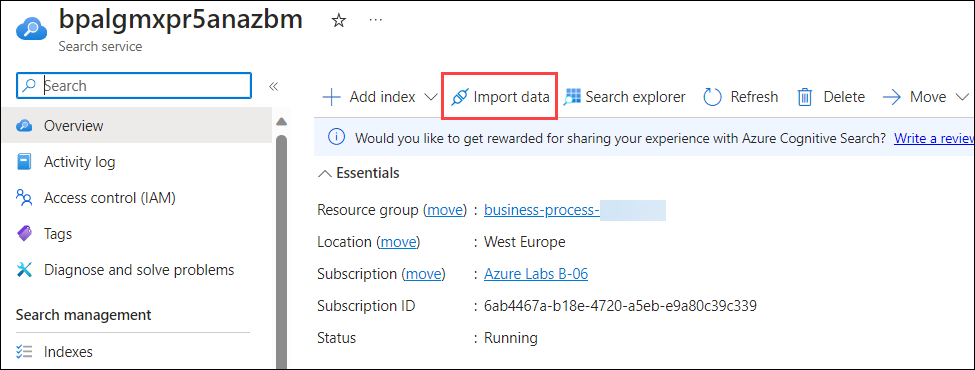 bpalgmxpr5anazbm
Search service
Search
«
Add index
Import data
Search explorer
Refresh
Delete
Move
Overview
Activity log
Access control (IAM)
Tags
Diagnose and solve problems
Search management
Indexes
Would you like to get rewarded for sharing your experience with Azure Cognitive Search? Write a review
Essentials
Resource group (move) : business-process-
Location (move) : West Europe
Subscription (move) : Azure Labs B-06
Subscription ID : 6ab4467a-b18e-4720-a5eb-e9a80c39c339
Status : Running